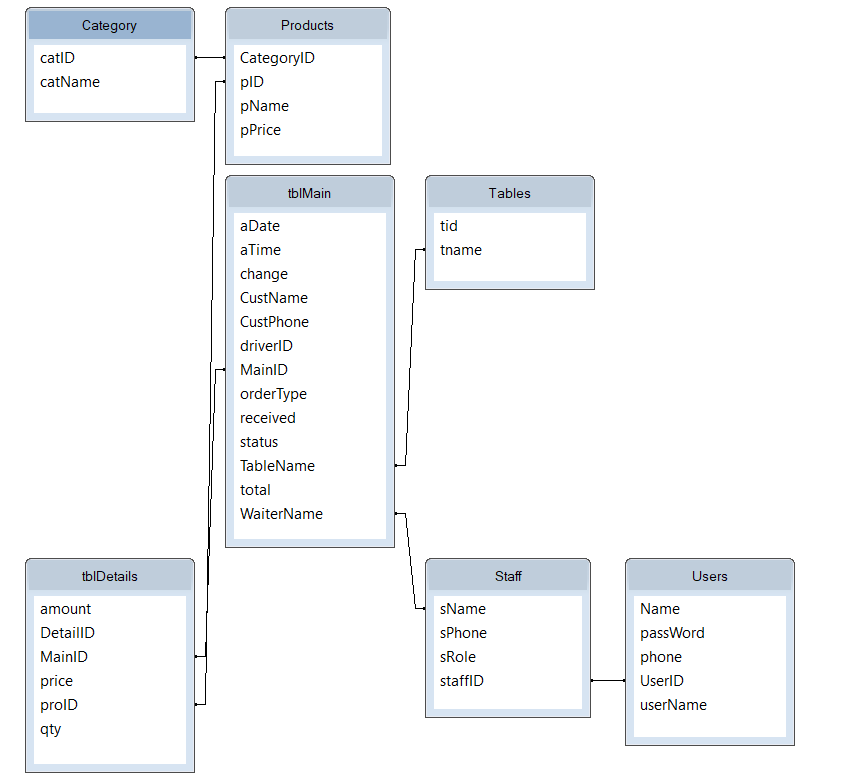 Category
catID
catName
Products
CategoryID
pID
pName
pPrice
tblMain
aDate
aTime
change
CustName
CustPhone
driverID
MainID
orderType
received
status
TableName
total
WaiterName
Tables
tid
tname
tblDetails
amount
DetailID
MainID
price
proID
qty
Staff
sName
sPhone
sRole
staffID
Users
Name
passWord
phone
UserID
userName